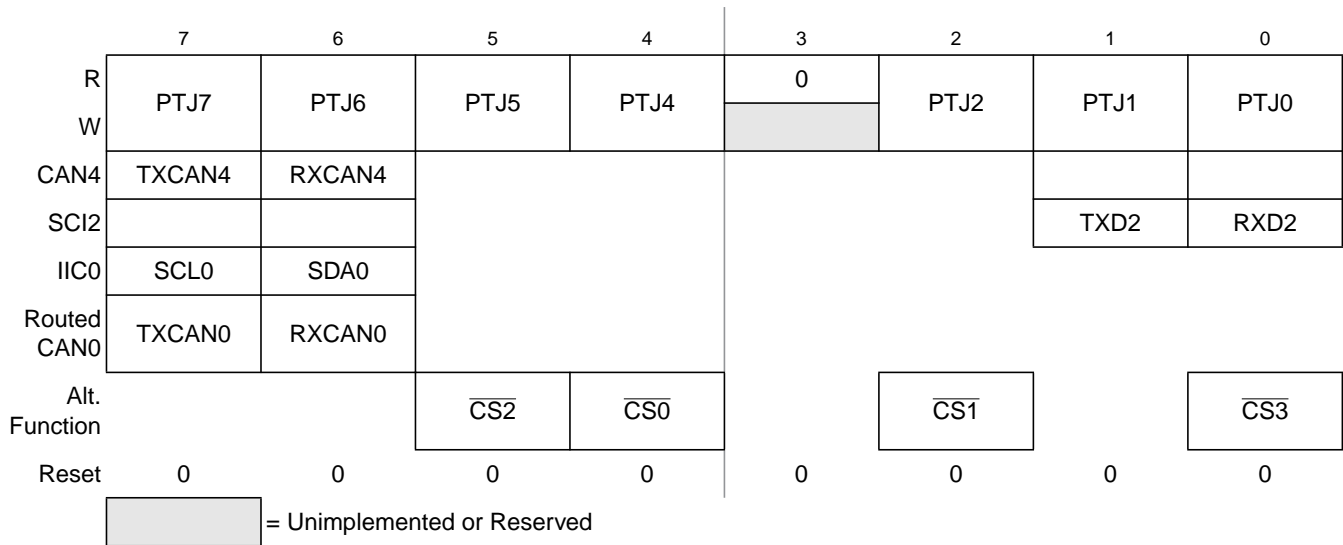 7 6 5 4 3 2 1 0
R 0
PTJ7 PTJ6 PTJ5 PTJ4 PTJ2 PTJ1 PTJ0
W
CAN4 TXCAN4 RXCAN4
SCI2 TXD2 RXD2
IIC0 SCL0 SDA0
Routed
CAN0 TXCAN0 RXCAN0
Alt.
Function CS2 CS0 CS1 CS3
Reset 0 0 0 0 0 0 0 0
= Unimplemented or Reserved